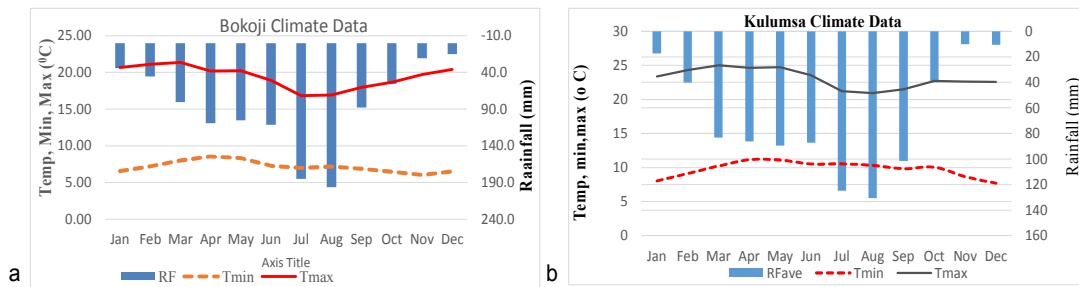 Bokoji Climate Data
Temp, Min, Max (⁰C)
25.00
20.00
15.00
10.00
5.00
0.00
-10.0
40.0
90.0
140.0
190.0
240.0
Raainfall (mm)
Jan Feb Mar Apr May Jun Jul Aug Sep Oct Nov Dec
Axis Title
RF Tmin Tmax
a
Kulumsa Climate Data
Temp, min,max (o C)
30
25
20
15
10
5
0
0
20
40
60
80
100
120
140
160
Rainfall (mm)
Jan Feb Mar Apr May Jun Jul Aug Sep Oct Nov Dec
RFave Tmin Tmax
b